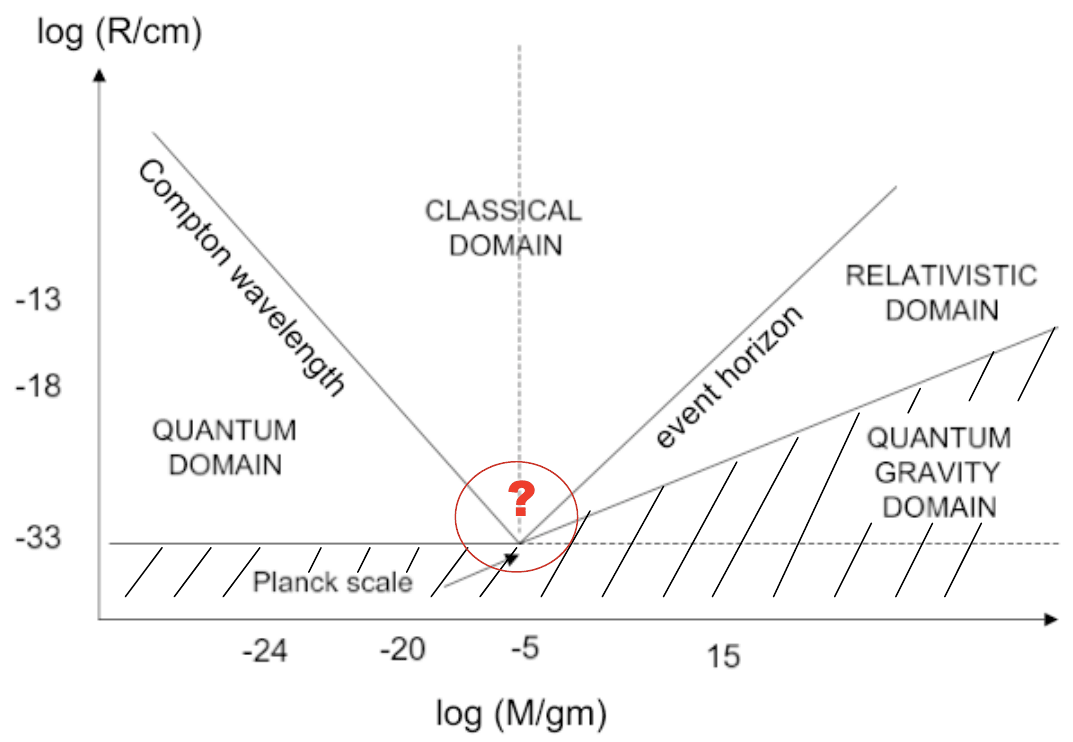 log (R/cm)
CLASSICAL
DOMAIN
Compton wavelength
RELATIVISTIC
DOMAIN
-13
event horizon
-18
QUANTUM
DOMAIN
QUANTUM
GRAVITY
DOMAIN
?
-33
Planck scale
-24
-20
-5
15
log (M/gm)